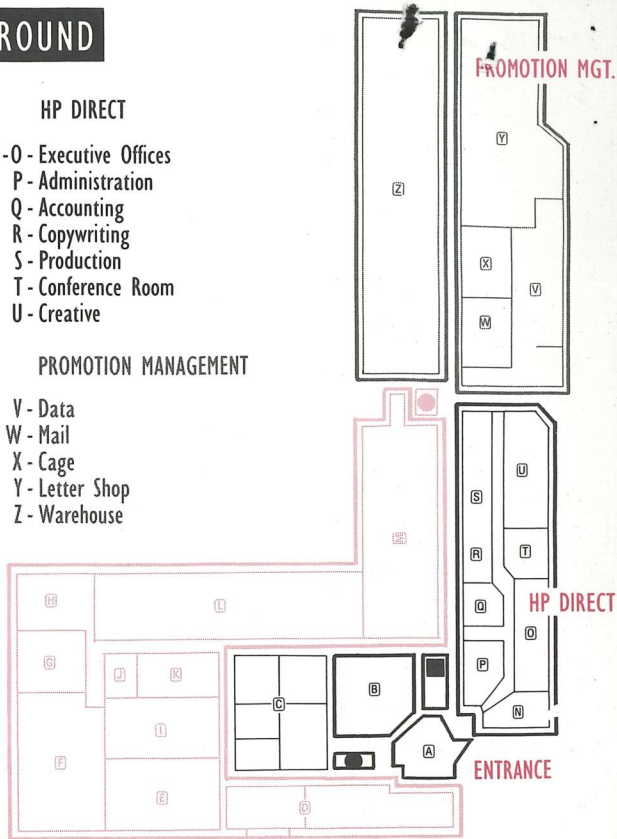 ROUND
HP DIRECT
-O - Executive Offices
P - Administration
Q - Accounting
R - Copywriting
S - Production
T - Conference Room
U - Creative
PROMOTION MANAGEMENT
V - Data
W - Mail
X - Cage
Y - Letter Shop
Z - Warehouse
PROMOTION MGT.
Z
Y
X
V
W
U
S
T
R
Q
O
HP DIRECT
P
N
M
L
G
J
K
C
B
I
A
F
E
D
ENTRANCE